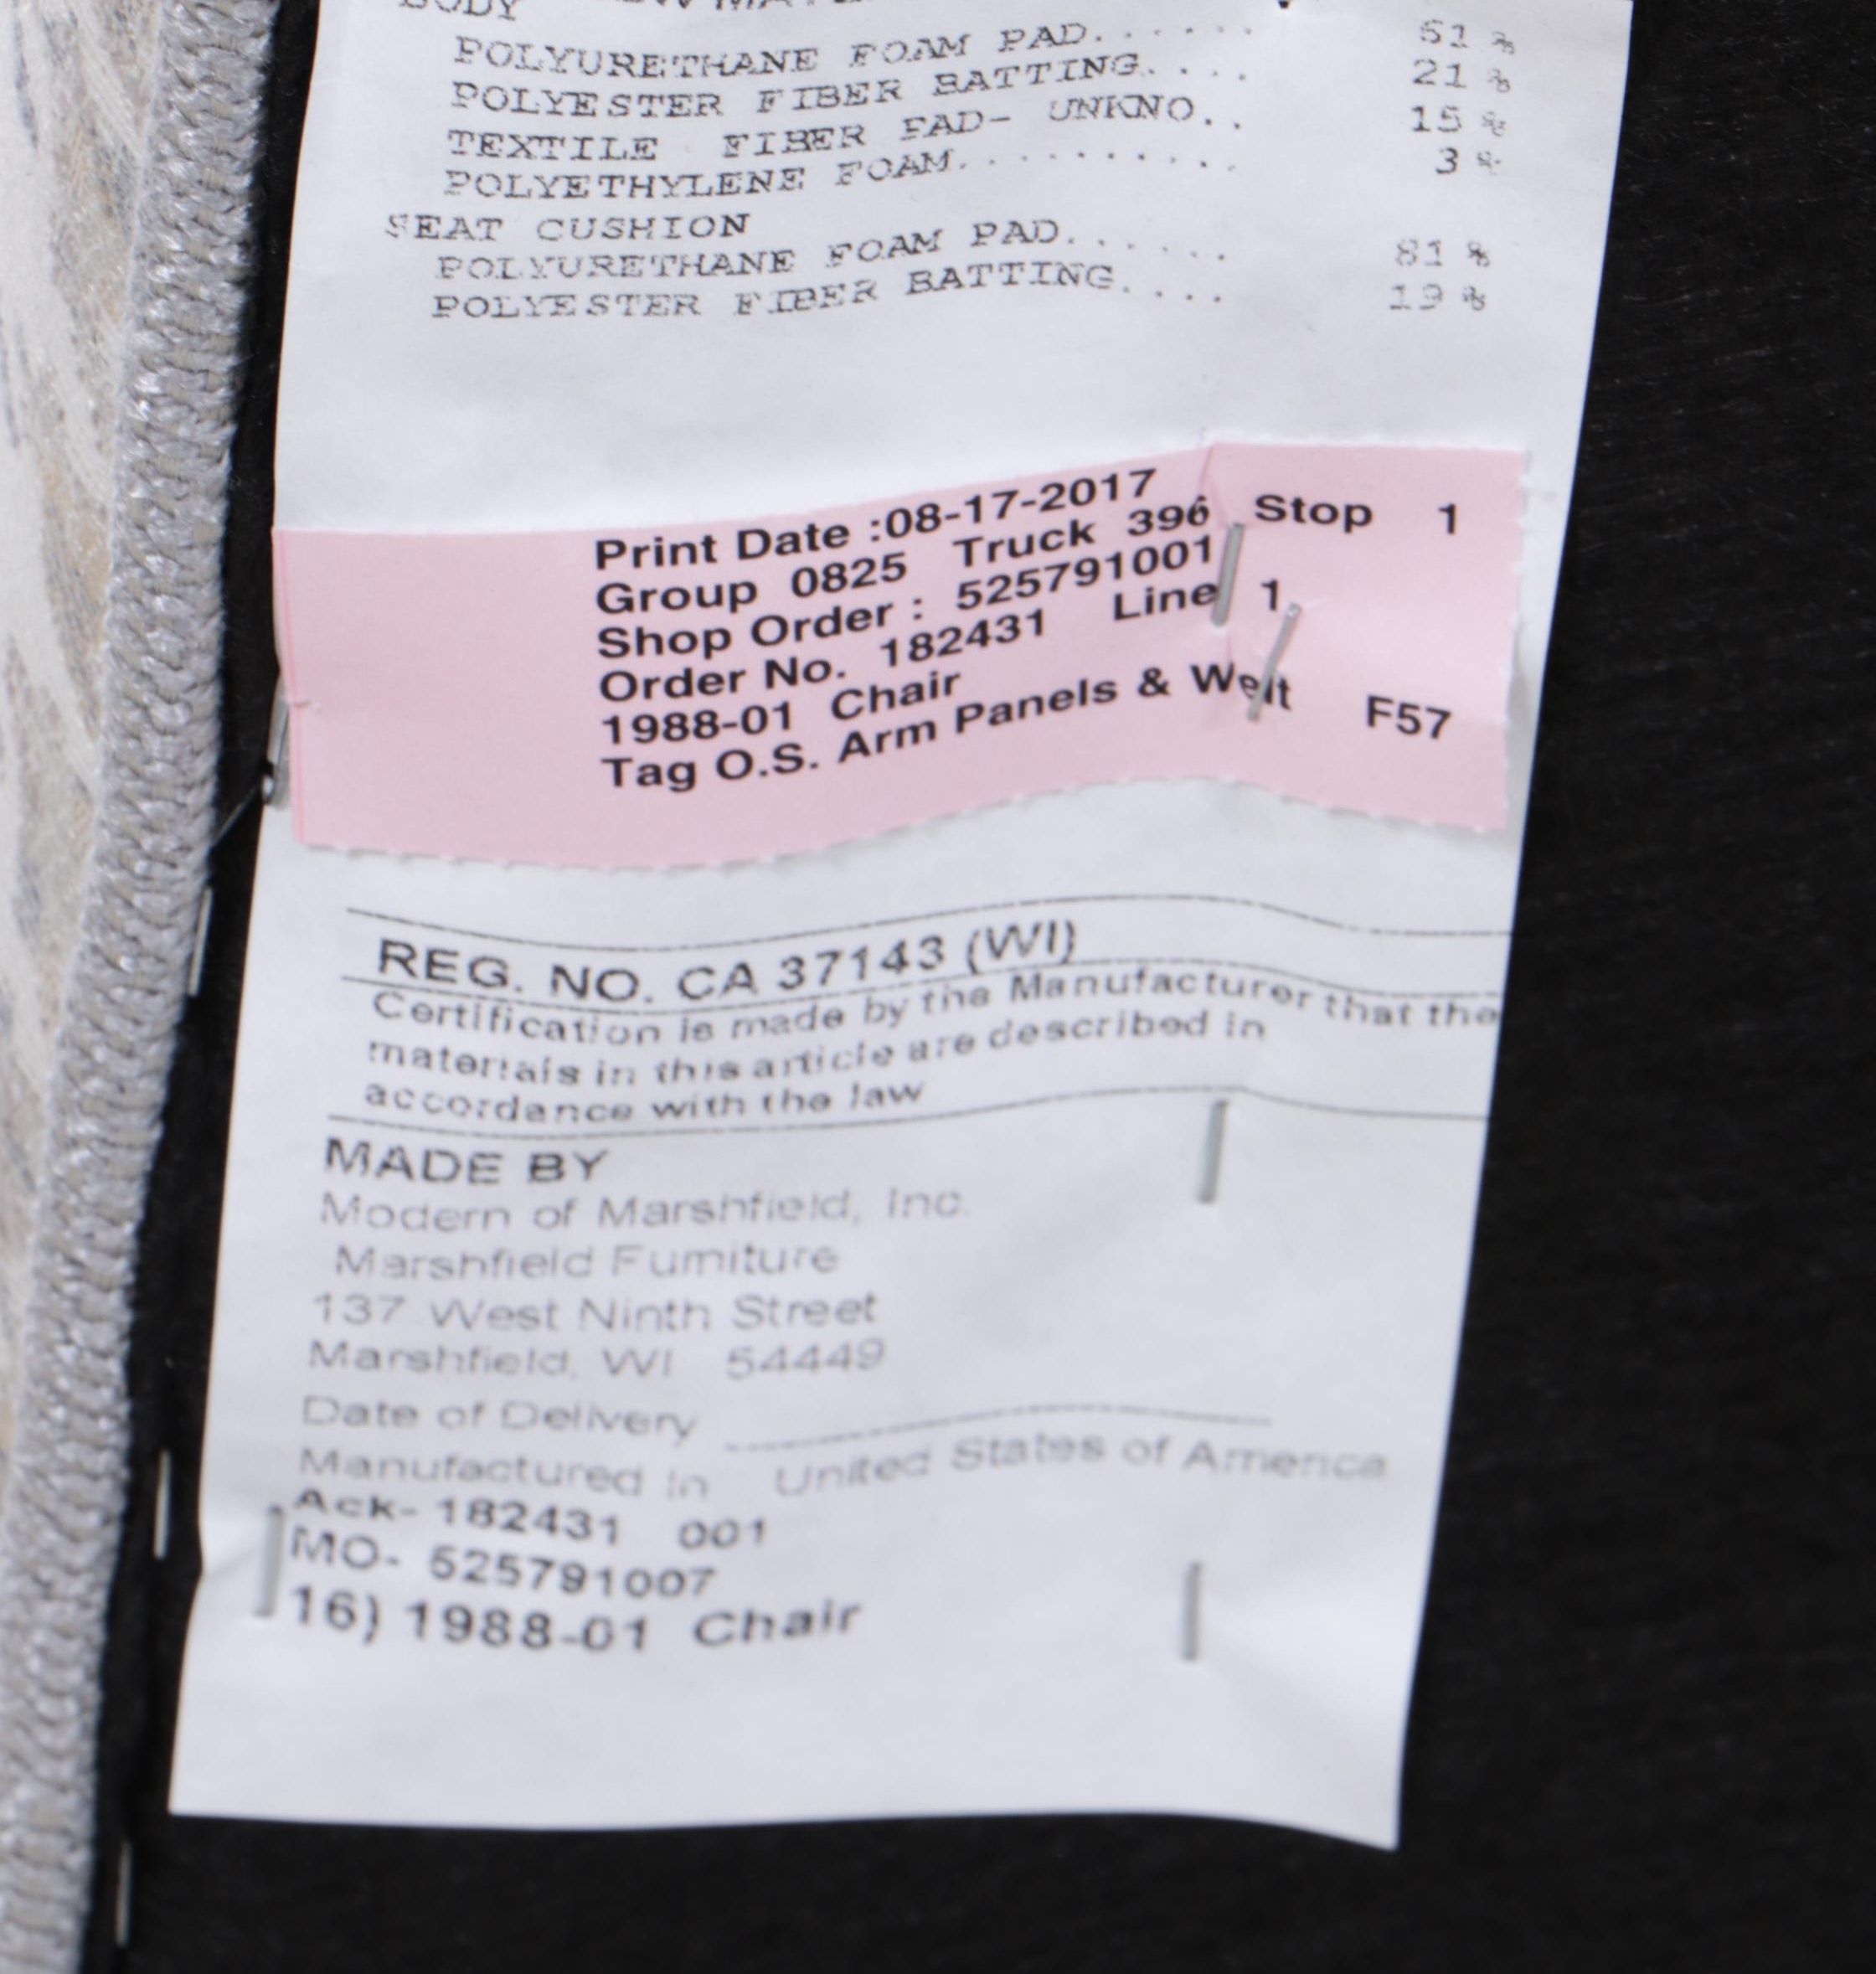 BODY
POLYURETHANE FOAM PAD...... 61 %
POLYESTER FIBER BATTING.... 21 %
TEXTILE FIBER PAD- UNKNO.. 15 %
POLYETHYLENE FOAM.......... 3 %
SEAT CUSHION
POLYURETHANE FOAM PAD...... 81 %
POLYESTER FIBER BATTING.... 19 %
Print Date :08-17-2017
Group 0825 Truck 396 Stop 1
Shop Order : 525791001
Order No. 182431 Line 1
1988-01 Chair
Tag O.S. Arm Panels & Welt F57
REG. NO. CA 37143 (WI)
Certification is made by the Manufacturer that the
materials in this article are described in
accordance with the law
MADE BY
Modern of Marshfield, Inc.
Marshfield Furniture
137 West Ninth Street
Marshfield, WI 54449
Date of Delivery
Manufactured In United States of America
Ack- 182431 001
MO- 525791007
16) 1988-01 Chair